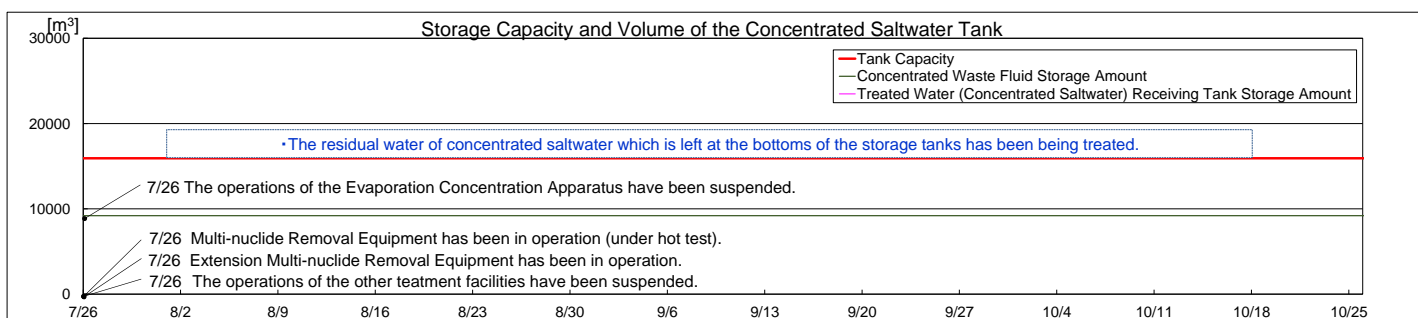 [m³]
Storage Capacity and Volume of the Concentrated Saltwater Tank
30000
Tank Capacity
Concentrated Waste Fluid Storage Amount
Treated Water (Concentrated Saltwater) Receiving Tank Storage Amount
20000
・The residual water of concentrated saltwater which is left at the bottoms of the storage tanks has been being treated.
7/26 The operations of the Evaporation Concentration Apparatus have been suspended.
10000
7/26 Multi-nuclide Removal Equipment has been in operation (under hot test).
7/26 Extension Multi-nuclide Removal Equipment has been in operation.
7/26 The operations of the other teatment facilities have been suspended.
0
7/26 8/2 8/9 8/16 8/23 8/30 9/6 9/13 9/20 9/27 10/4 10/11 10/18 10/25